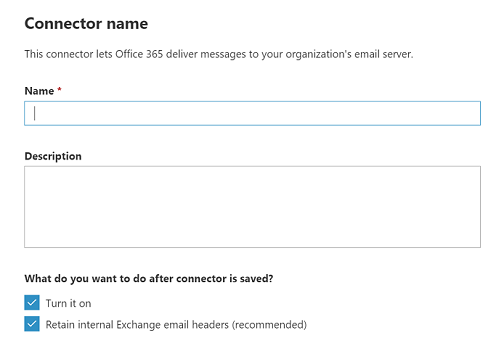 Connector name
This connector lets Office 365 deliver messages to your organization's email server.
Name *
Description
What do you want to do after connector is saved?
Turn it on
Retain internal Exchange email headers (recommended)